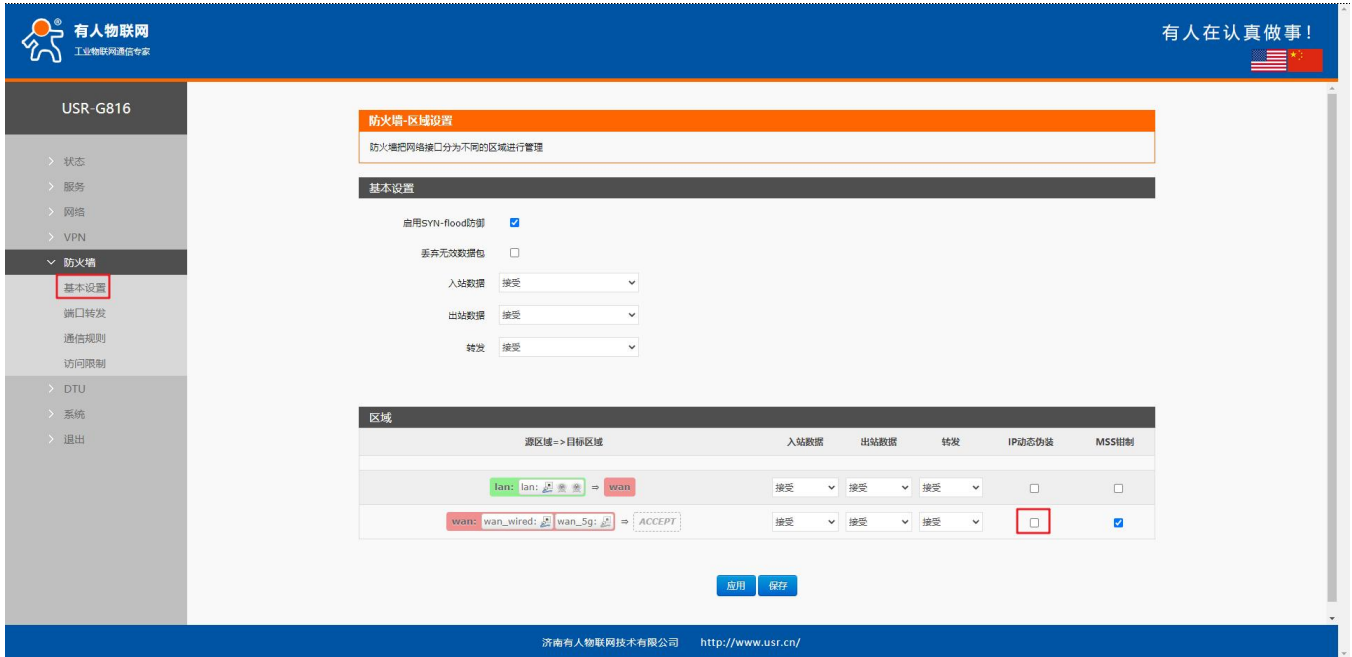 有人物联网
工业物联网通信专家
有人在认真做事！
USR-G816
状态
服务
网络
VPN
防火墙
基本设置
端口转发
通信规则
访问限制
DTU
系统
退出
防火墙-区域设置
防火墙把网络接口分为不同的区域进行管理
基本设置
启用SYN-flood防御
丢弃无效数据包
入站数据 接受
出站数据 接受
转发 接受
区域
源区域=>目标区域 入站数据 出站数据 转发 IP动态伪装 MSS钳制
lan: lan: ⇒ wan 接受 接受 接受
wan: wan_wired: wan_5g: ⇒ ACCEPT 接受 接受 接受
应用 保存
济南有人物联网技术有限公司 http://www.usr.cn/